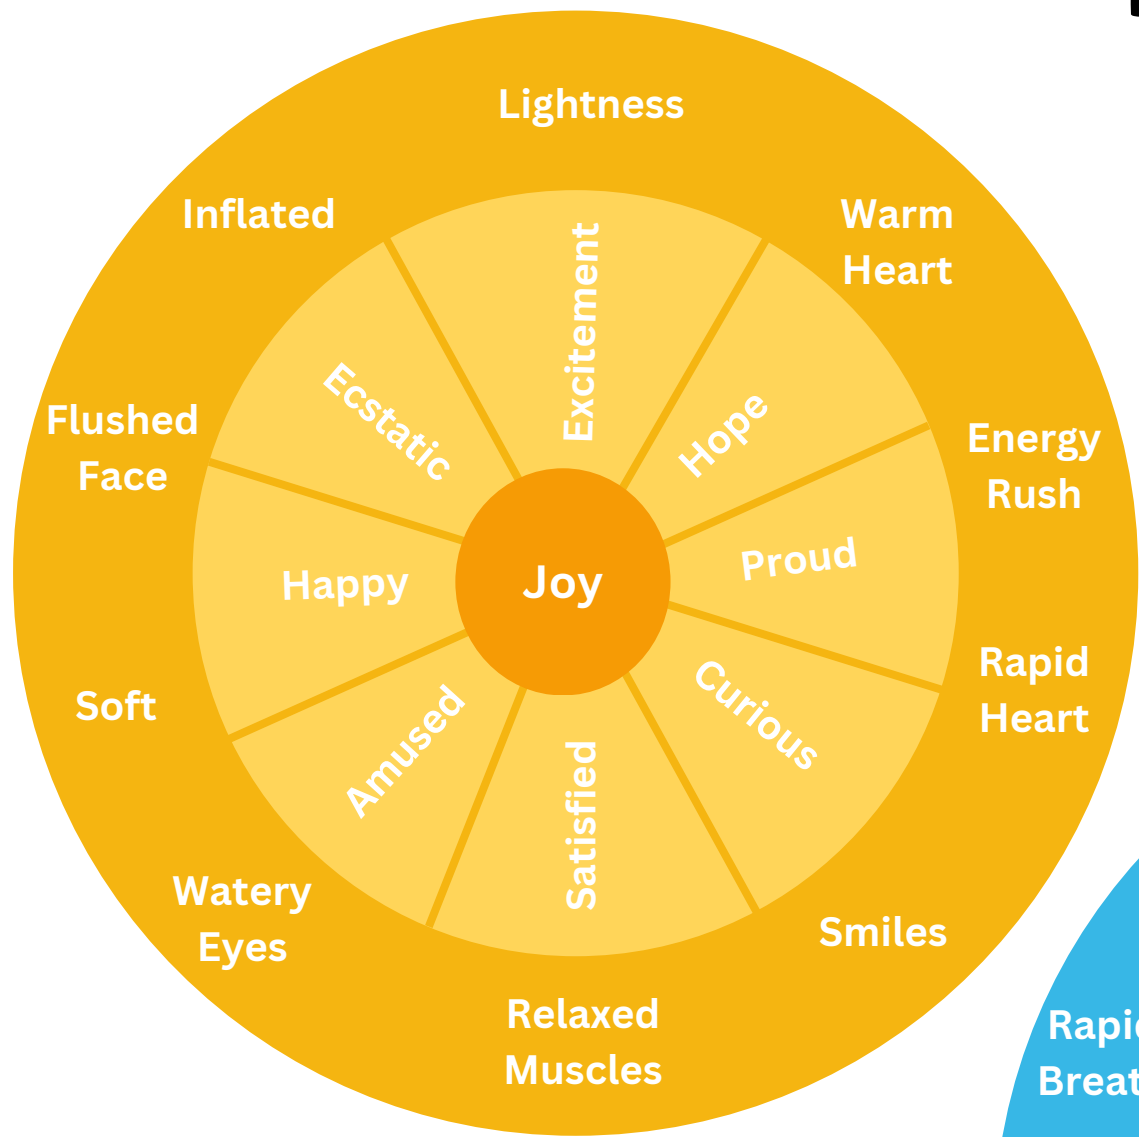 Lightness
Inflated
Warm
Heart
Excitement
Ecstatic
Hope
Flushed
Face
Energy
Rush
Happy
Joy
Proud
Soft
Amused
Satisfied
Curious
Rapid
Heart
Watery
Eyes
Smiles
Relaxed
Muscles